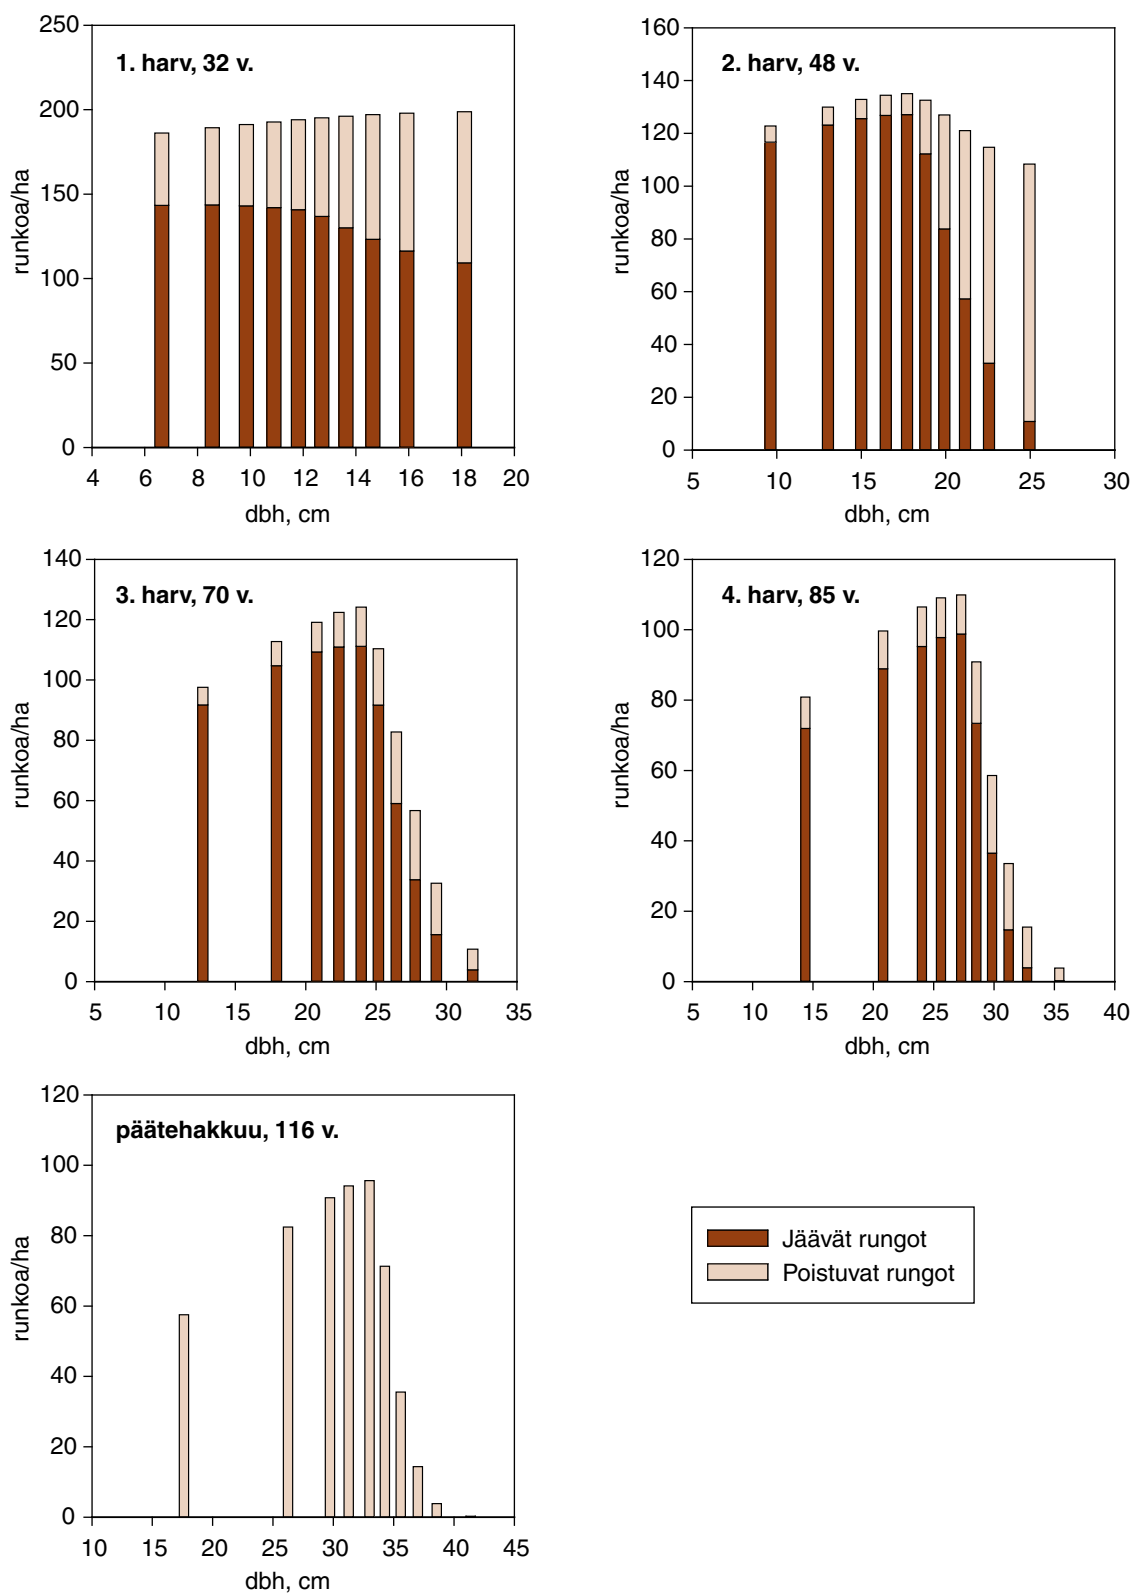 250
200
150
100
50
0
runkoa/ha
1. harv, 32 v.
4 6 8 10 12 14 16 18 20
dbh, cm
160
140
120
100
80
60
40
20
0
runkoa/ha
2. harv, 48 v.
5 10 15 20 25 30
dbh, cm
140
120
100
80
60
40
20
0
runkoa/ha
3. harv, 70 v.
5 10 15 20 25 30 35
dbh, cm
120
100
80
60
40
20
0
runkoa/ha
4. harv, 85 v.
5 10 15 20 25 30 35 40
dbh, cm
120
100
80
60
40
20
0
runkoa/ha
päätehakkuu, 116 v.
10 15 20 25 30 35 40 45
dbh, cm
Jäävät rungot
Poistuvat rungot